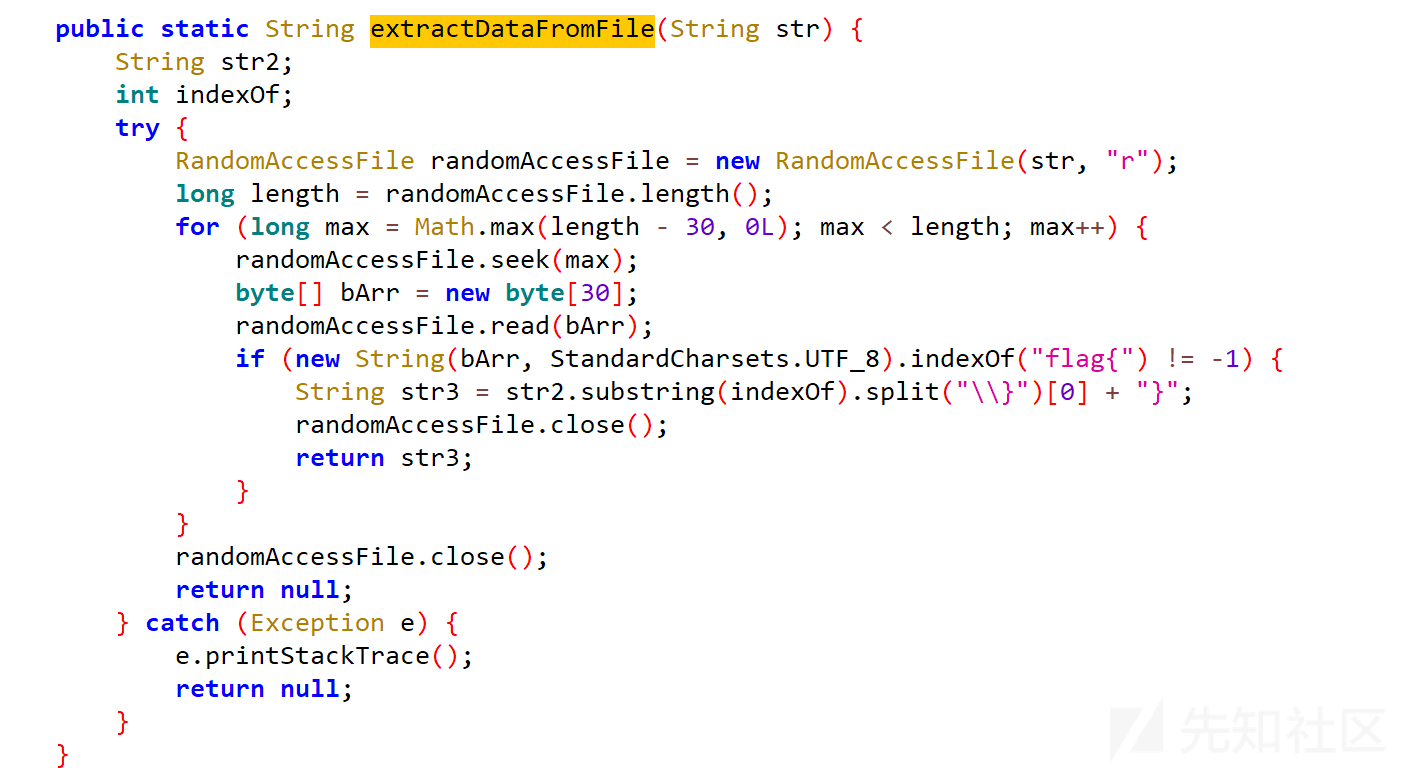 public static String extractDataFromFile(String str) {
    String str2;
    int indexOf;
    try {
        RandomAccessFile randomAccessFile = new RandomAccessFile(str, "r");
        long length = randomAccessFile.length();
        for (long max = Math.max(length - 30, 0L); max < length; max++) {
            randomAccessFile.seek(max);
            byte[] bArr = new byte[30];
            randomAccessFile.read(bArr);
            if (new String(bArr, StandardCharsets.UTF_8).indexOf("flag{") != -1) {
                String str3 = str2.substring(indexOf).split("\\}")[0] + "}";
                randomAccessFile.close();
                return str3;
            }
        }
        randomAccessFile.close();
        return null;
    } catch (Exception e) {
        e.printStackTrace();
        return null;
    }
}
先知社区